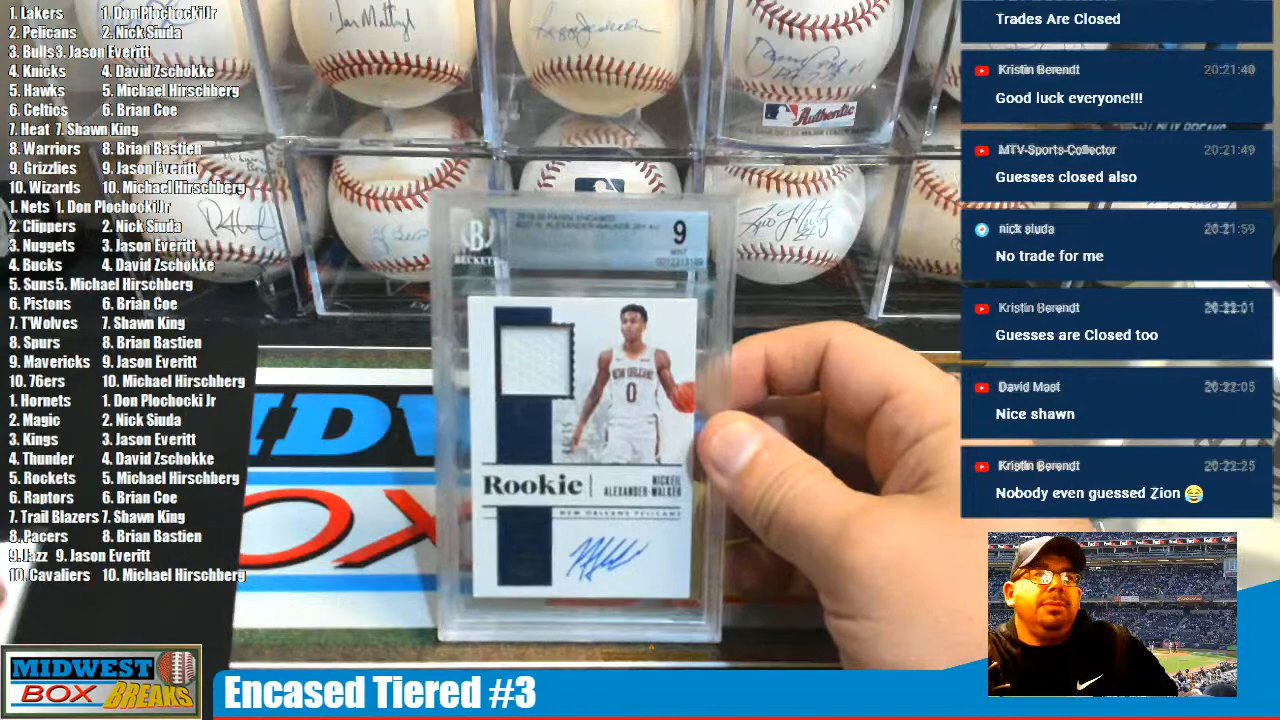 1. Lakers 1. Don Plochocki Jr
2. Pelicans 2. Nick Siuda
3. Bulls 3. Jason Everitt
4. Knicks 4. David Zschokke
5. Hawks 5. Michael Hirschberg
6. Celtics 6. Brian Coe
7. Heat 7. Shawn King
8. Warriors 8. Brian Bastien
9. Grizzlies 9. Jason Everitt
10. Wizards 10. Michael Hirschberg
1. Nets 1. Don Plochocki Jr
2. Clippers 2. Nick Siuda
3. Nuggets 3. Jason Everitt
4. Bucks 4. David Zschokke
5. Suns 5. Michael Hirschberg
6. Pistons 6. Brian Coe
7. T'Wolves 7. Shawn King
8. Spurs 8. Brian Bastien
9. Mavericks 9. Jason Everitt
10. 76ers 10. Michael Hirschberg
1. Hornets 1. Don Plochocki Jr
2. Magic 2. Nick Siuda
3. Kings 3. Jason Everitt
4. Thunder 4. David Zschokke
5. Rockets 5. Michael Hirschberg
6. Raptors 6. Brian Coe
7. Trail Blazers 7. Shawn King
8. Pacers 8. Brian Bastien
9. Jazz 9. Jason Everitt
10. Cavaliers 10. Michael Hirschberg
Authentic
BECKETT
9
MINT
NEW ORLEANS
0
Rookie
NICKEIL
ALEXANDER-WALKER
NEW ORLEANS PELICANS
Trades Are Closed
Kristin Berendt 20:21:40
Good luck everyone!!!
MTV-Sports-Collector 20:21:49
Guesses closed also
nick siuda 20:21:59
No trade for me
Kristin Berendt 20:22:01
Guesses are Closed too
David Mast 20:22:05
Nice shawn
Kristin Berendt 20:22:25
Nobody even guessed Zion 😂
MIDWEST
BOX BREAKS
Encased Tiered #3